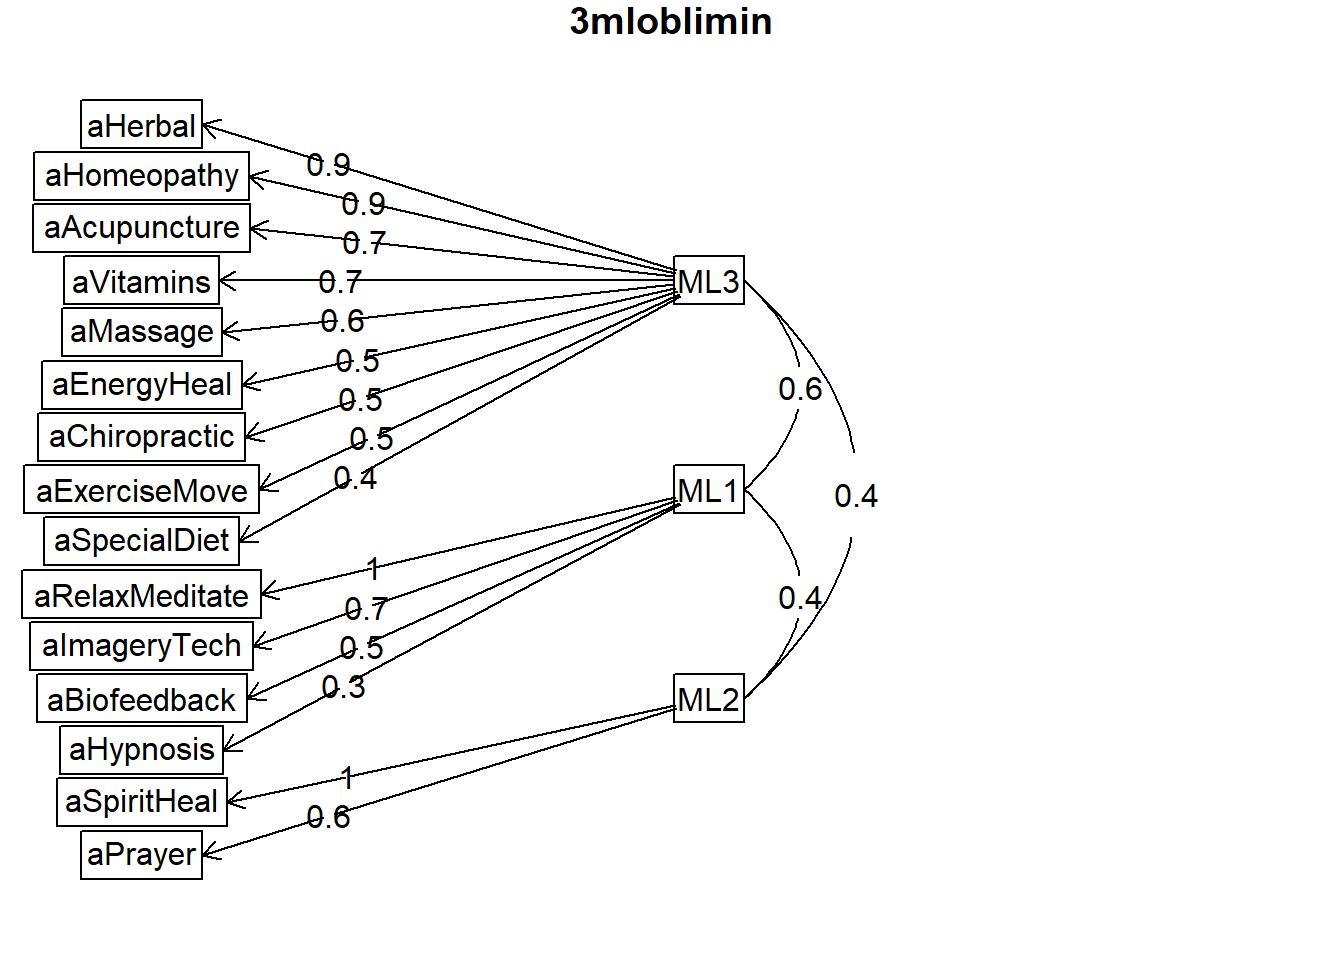 3mloblimin
aHerbal
0.9
aHomeopathy
0.9
aAcupuncture
0.7
aVitamins
0.7
ML3
aMassage
0.6
aEnergyHeal
0.5
0.6
aChiropractic
0.5
aExerciseMove
0.5
ML1
0.4
aSpecialDiet
0.4
aRelaxMeditate
1
0.4
aImageryTech
0.7
aBiofeedback
0.5
ML2
aHypnosis
0.3
aSpiritHeal
1
aPrayer
0.6